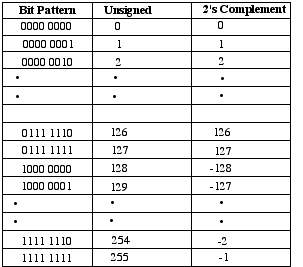 Bit Pattern Unsigned 2's Complement
0000 0000 0 0
0000 0001 1 1
0000 0010 2 2
• • •
• • •
0111 1110 126 126
0111 1111 127 127
1000 0000 128 -128
1000 0001 129 -127
• • •
• • •
1111 1110 254 -2
1111 1111 255 -1